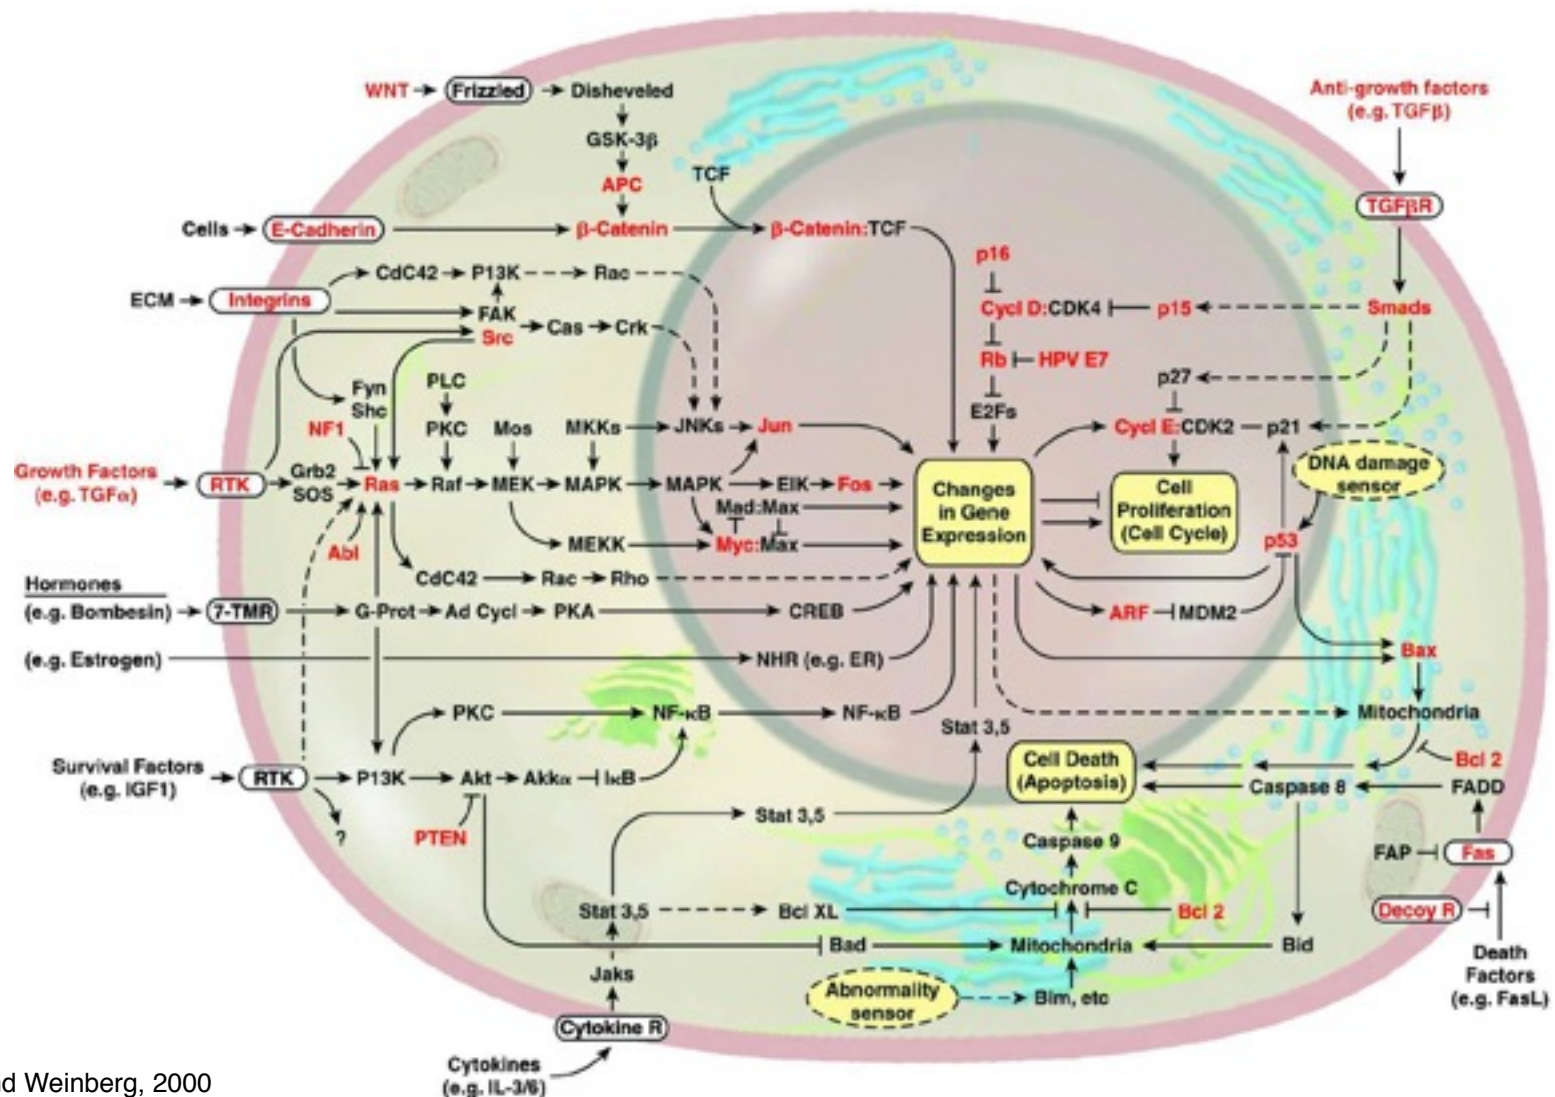 WNT
Frizzled
Disheveled
GSK-3β
APC
TCF
Cells
E-Cadherin
β-Catenin
β-Catenin:TCF
ECM
Integrins
CdC42
P13K
Rac
FAK
Src
Cas
Crk
Fyn
Shc
NF1
PLC
PKC
Mos
MKKs
JNKs
Jun
Growth Factors
(e.g. TGFα)
RTK
Grb2
SOS
Ras
Raf
MEK
MAPK
MAPK
ElK
Fos
Mad:Max
Abl
MEKK
Myc:Max
CdC42
Rac
Rho
Hormones
(e.g. Bombesin)
7-TMR
G-Prot
Ad Cycl
PKA
CREB
(e.g. Estrogen)
NHR (e.g. ER)
PKC
NF-κB
NF-κB
Stat 3,5
Survival Factors
(e.g. IGF1)
RTK
P13K
Akt
Akkα
IκB
?
PTEN
Stat 3,5
Stat 3,5
Bcl XL
Jaks
Cytokine R
Cytokines
(e.g. IL-3/6)
Bad
Mitochondria
Bid
Abnormality
sensor
Bim, etc
Cytochrome C
Caspase 9
Bcl 2
Cell Death
(Apoptosis)
Changes
in Gene
Expression
Cell
Proliferation
(Cell Cycle)
Anti-growth factors
(e.g. TGFβ)
TGFβR
Smads
p16
Cycl D:CDK4
p15
Rb
HPV E7
E2Fs
p27
Cycl E:CDK2
p21
DNA damage
sensor
p53
ARF
MDM2
Bax
Mitochondria
Bcl 2
Caspase 8
FADD
FAP
Fas
Decoy R
Death
Factors
(e.g. FasL)
Weinberg, 2000